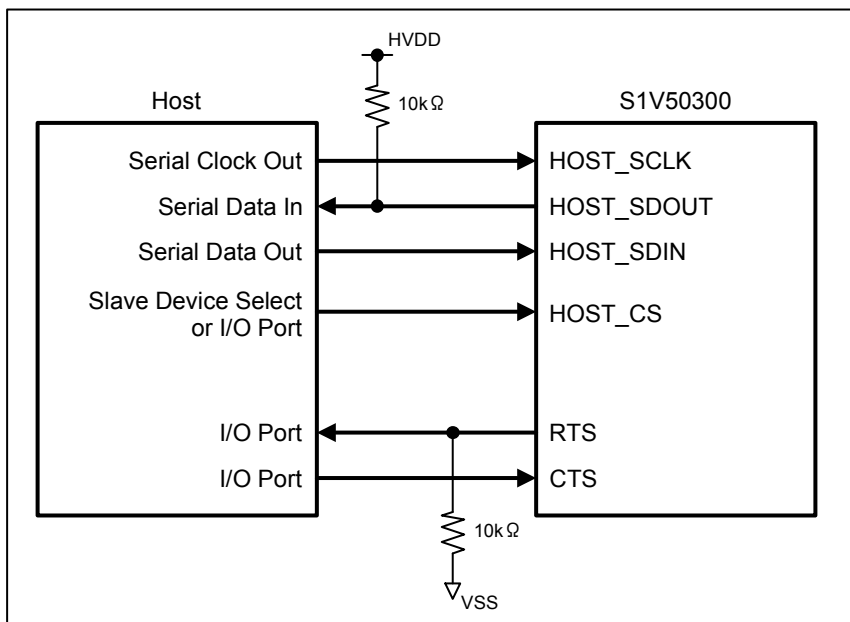 HVDD
Host
10kΩ
S1V50300
Serial Clock Out
HOST_SCLK
Serial Data In
HOST_SDOUT
Serial Data Out
HOST_SDIN
Slave Device Select
or I/O Port
HOST_CS
I/O Port
RTS
I/O Port
CTS
10kΩ
VSS